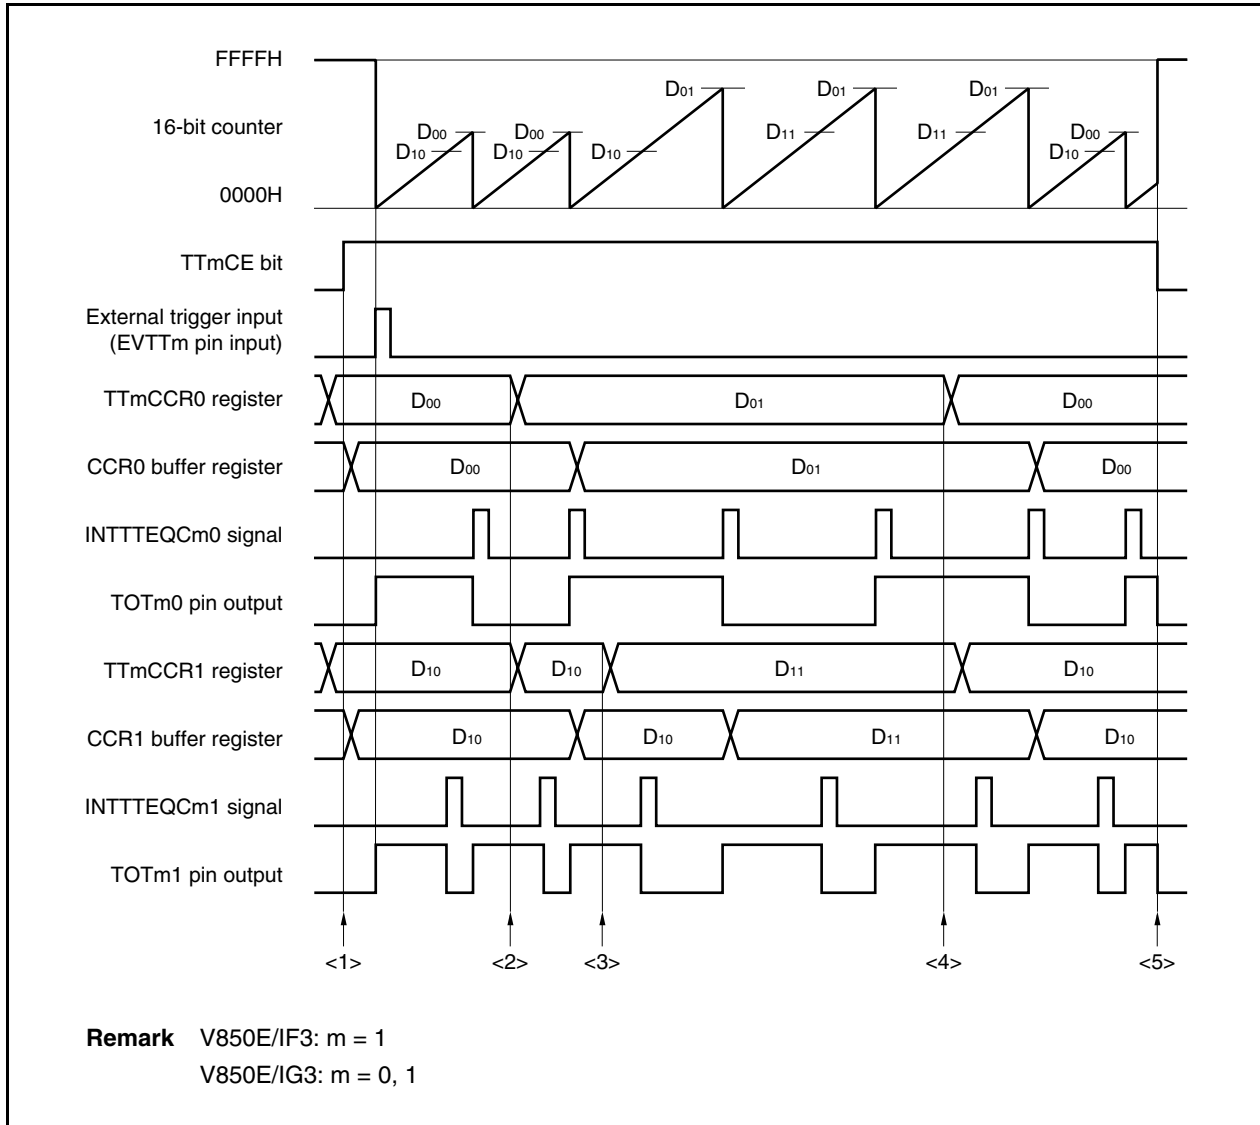 FFFFH
D01 D01 D01
16-bit counter
D00 D00 D11 D11 D00
D10 D10 D10 D10
0000H
TTmCE bit
External trigger input
(EVTTm pin input)
TTmCCR0 register D00 D01 D00
CCR0 buffer register D00 D01 D00
INTTTEQCm0 signal
TOTm0 pin output
TTmCCR1 register D10 D10 D11 D10
CCR1 buffer register D10 D10 D11 D10
INTTTEQCm1 signal
TOTm1 pin output
<1> <2> <3> <4> <5>
Remark V850E/IF3: m = 1
V850E/IG3: m = 0, 1